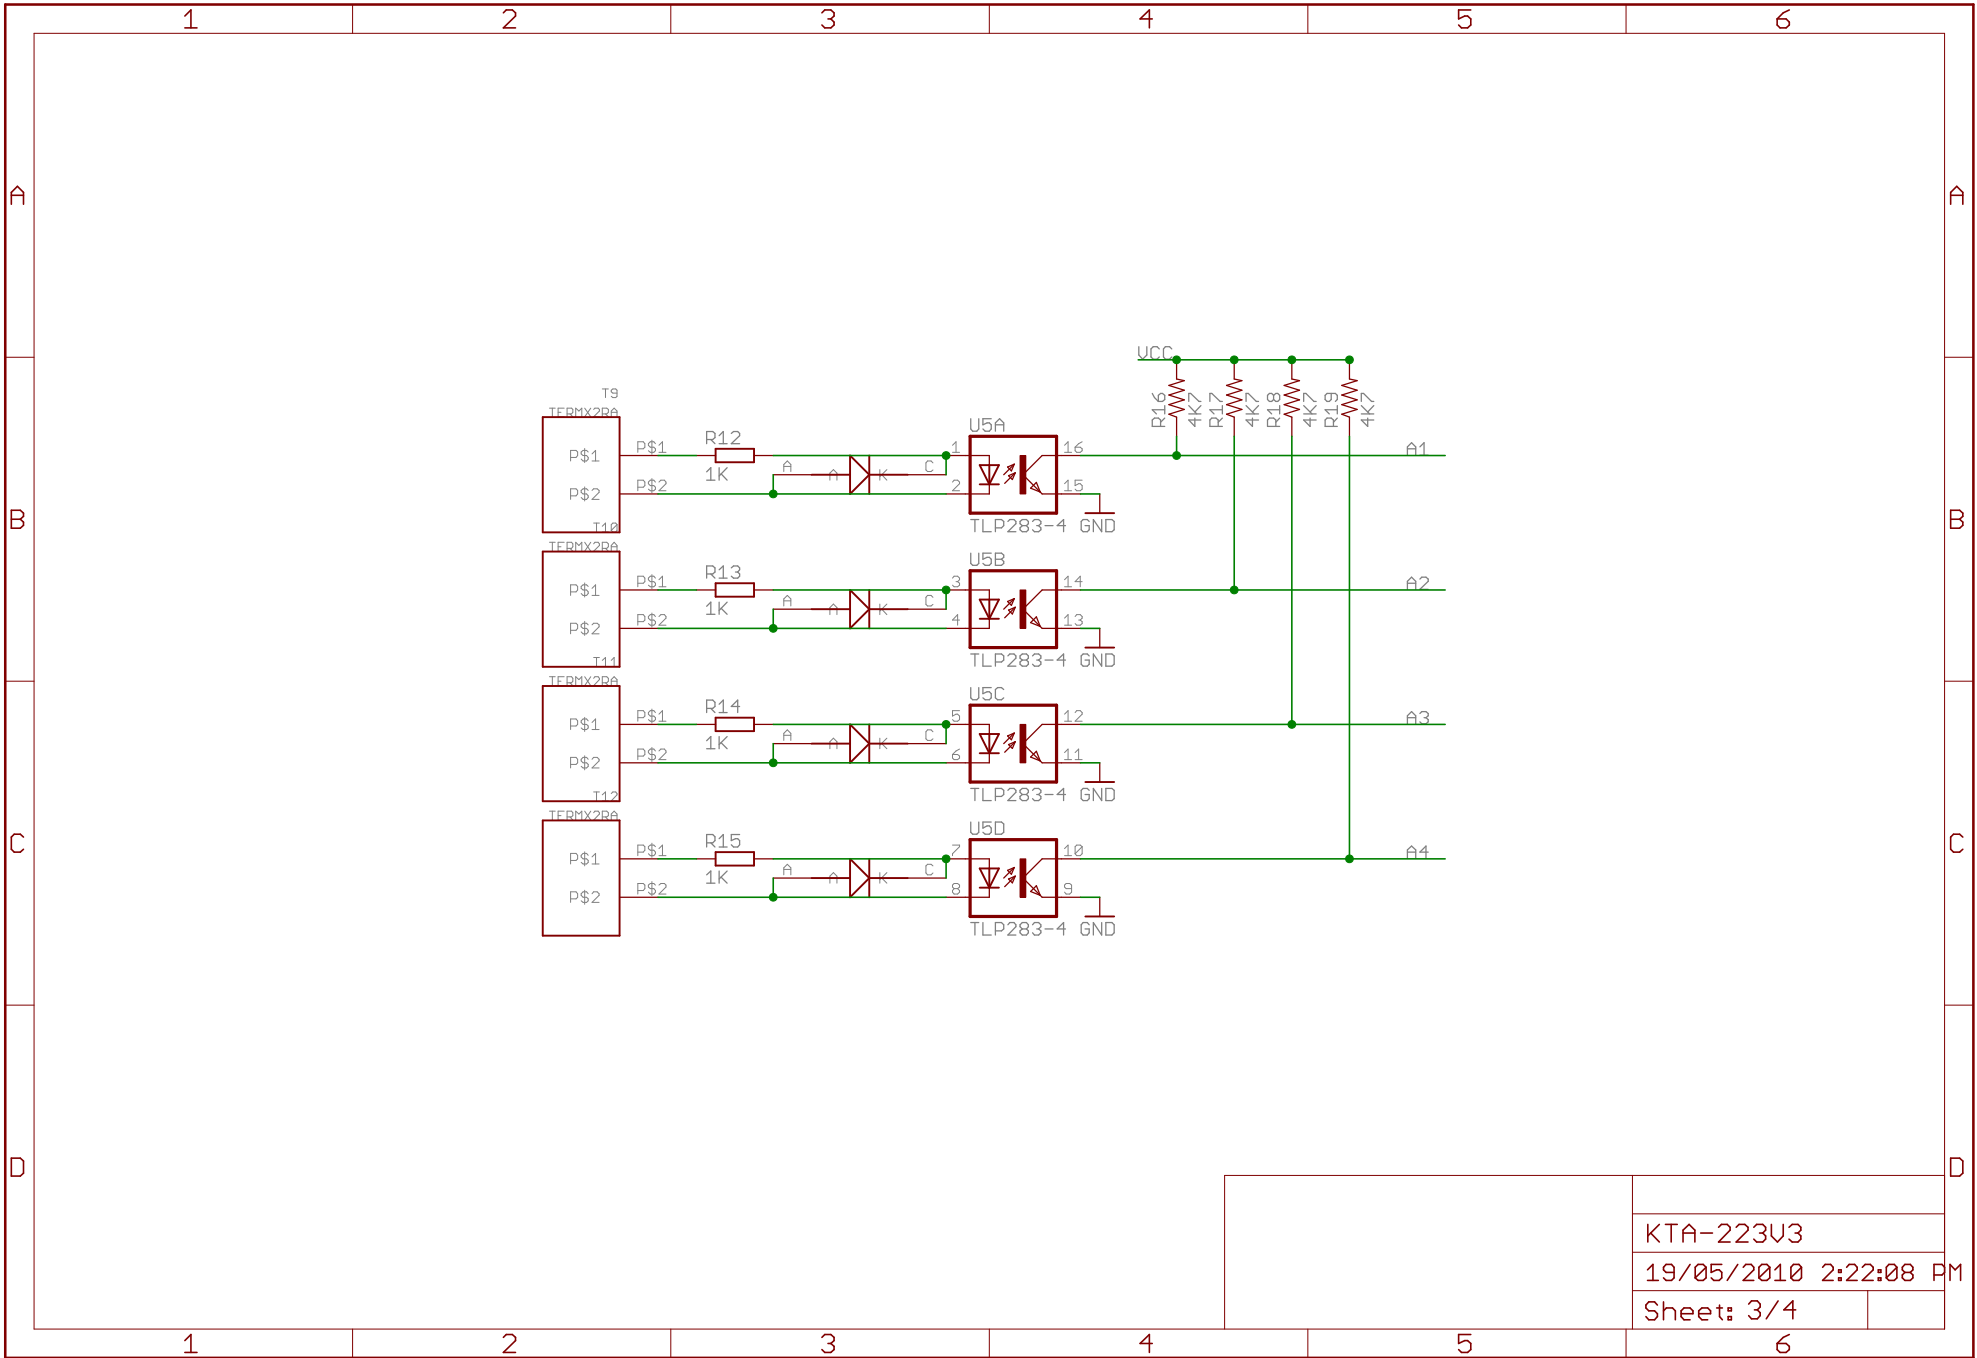 1 2 3 4 5 6
A A
B B
C C
D D
VCC
R16 4K7 R17 4K7 R18 4K7 R19 4K7
T9
TERMX2RA
P$1 P$1 R12 1K
P$2 P$2
A A K C
U5A
1 16
2 15
TLP283-4 GND
A1
T10
TERMX2RA
P$1 P$1 R13 1K
P$2 P$2
A A K C
U5B
3 14
4 13
TLP283-4 GND
A2
T11
TERMX2RA
P$1 P$1 R14 1K
P$2 P$2
A A K C
U5C
5 12
6 11
TLP283-4 GND
A3
T12
TERMX2RA
P$1 P$1 R15 1K
P$2 P$2
A A K C
U5D
7 10
8 9
TLP283-4 GND
A4
KTA-223V3
19/05/2010 2:22:08 PM
Sheet: 3/4
1 2 3 4 5 6